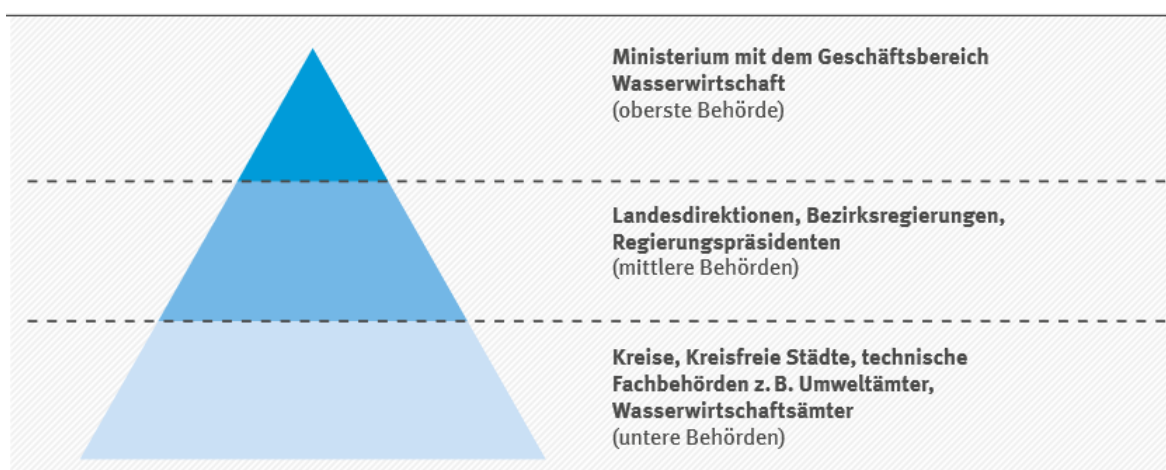 Ministerium mit dem Geschäftsbereich
Wasserwirtschaft
(oberste Behörde)
Landesdirektionen, Bezirksregierungen,
Regierungspräsidenten
(mittlere Behörden)
Kreise, Kreisfreie Städte, technische
Fachbehörden z. B. Umweltämter,
Wasserwirtschaftsämter
(untere Behörden)